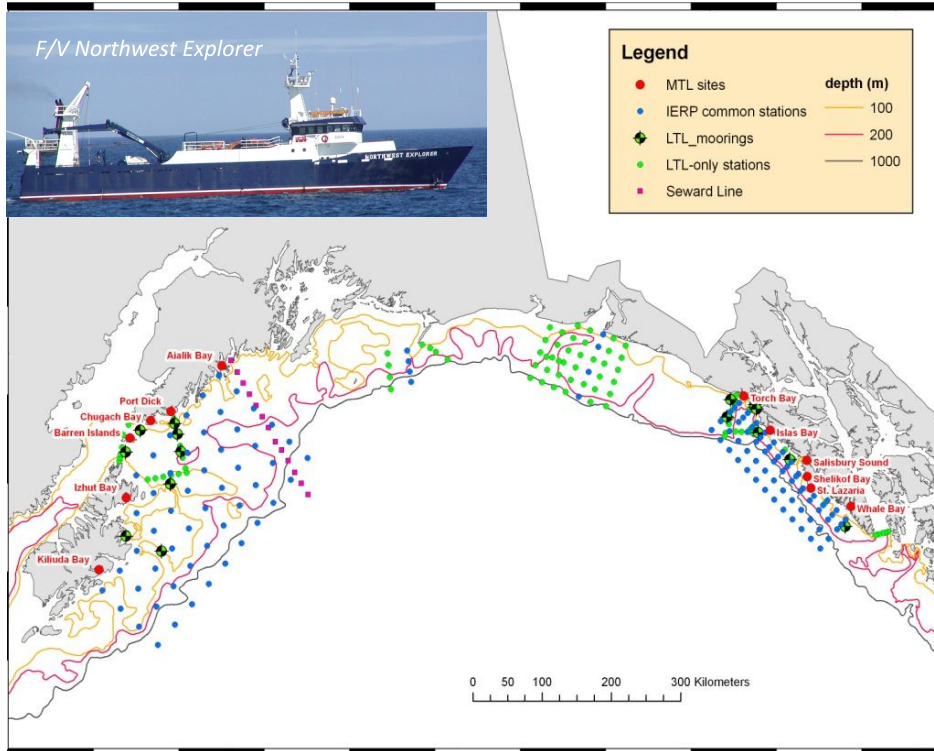 F/V Northwest Explorer
NORTHWEST EXPLORER
Legend
MTL sites
IERP common stations
LTL_moorings
LTL-only stations
Seward Line
depth (m)
100
200
1000
Aialik Bay
Port Dick
Chugach Bay
Barren Islands
Izhut Bay
Kiliuda Bay
Torch Bay
Islas Bay
Salisbury Sound
Shelikof Bay
St. Lazaria
Whale Bay
0 50 100 200 300 Kilometers